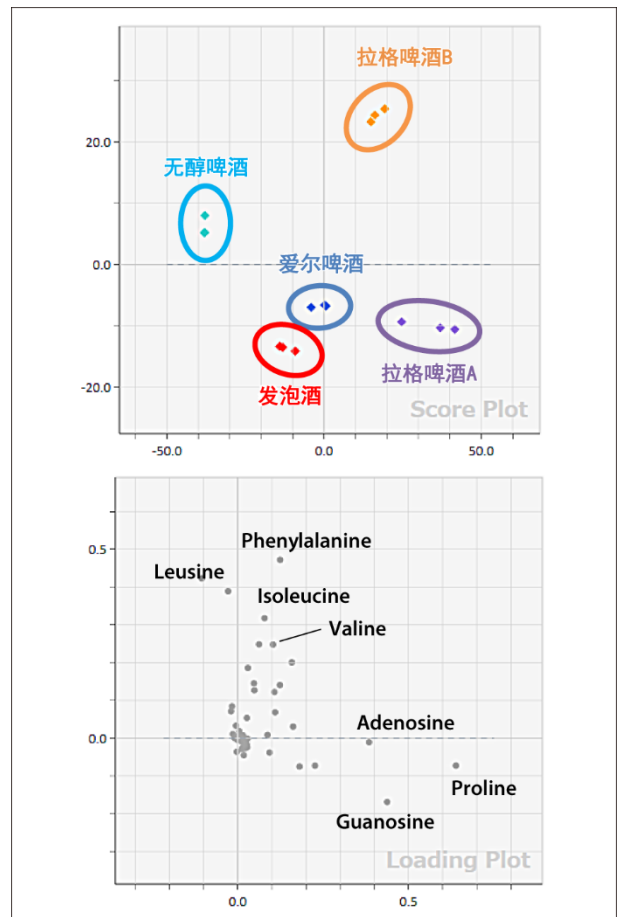 拉格啤酒B
20.0
无醇啤酒
爱尔啤酒
0.0
拉格啤酒A
-20.0
发泡酒
Score Plot
-50.0 0.0 50.0
0.5
Phenylalanine
Leusine
Isoleucine
Valine
Adenosine
0.0
Proline
Guanosine
Loading Plot
0.0 0.5